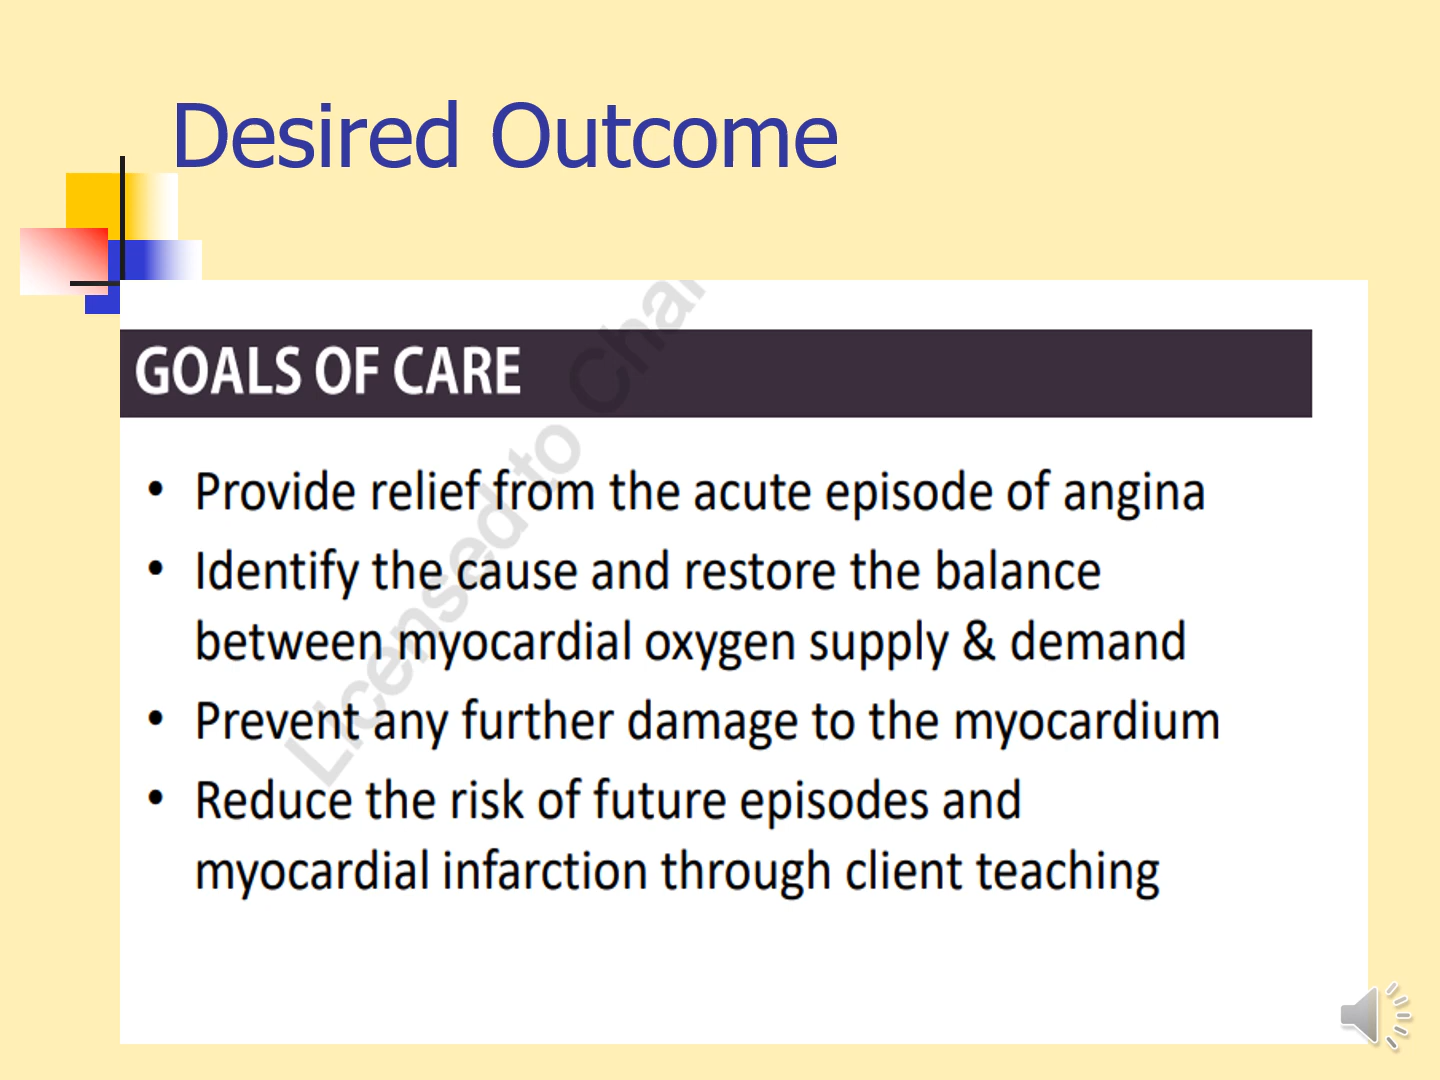 Desired Outcome
GOALS OF CARE
• Provide relief from the acute episode of angina
• Identify the cause and restore the balance
between myocardial oxygen supply & demand
• Prevent any further damage to the myocardium
• Reduce the risk of future episodes and
myocardial infarction through client teaching
Licensed to